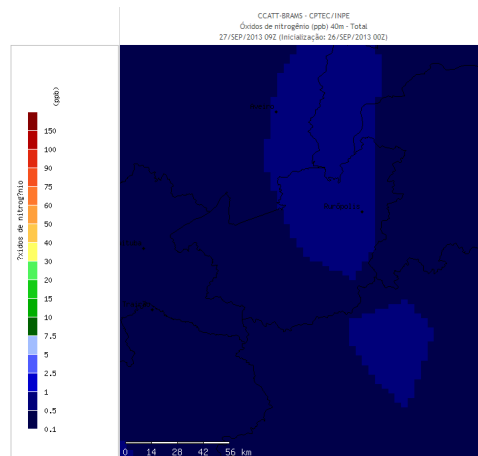 CCATT-BRAMS - CPTEC/INPE
Óxidos de nitrogênio (ppb) 40m - Total
27/SEP/2013 09Z (Inicialização: 26/SEP/2013 00Z)
(ppb)
?xidos de nitrog?nio
150
100
90
75
60
50
40
30
20
15
10
7.5
5
2.5
1
0.5
0.1
0 14 28 42 56 km